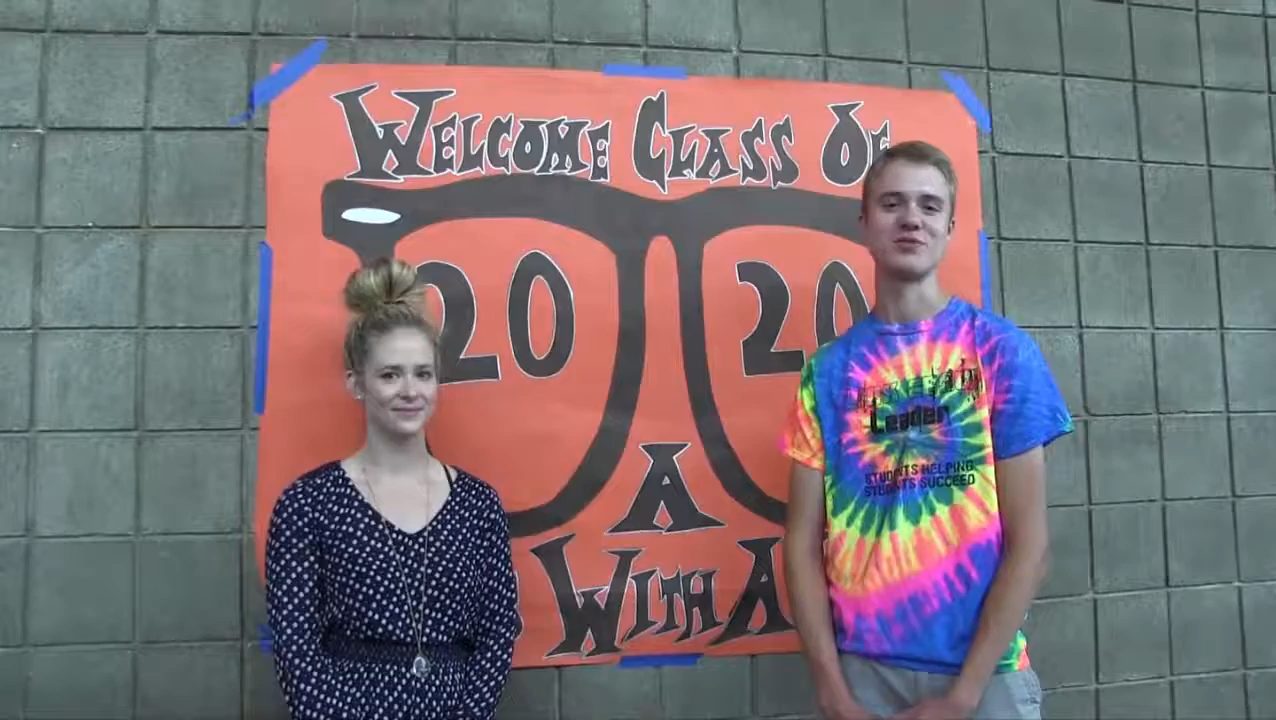 WELCOME CLASS OF
20 20
A
WITH A
Leader
STUDENTS HELPING
STUDENTS SUCCEED